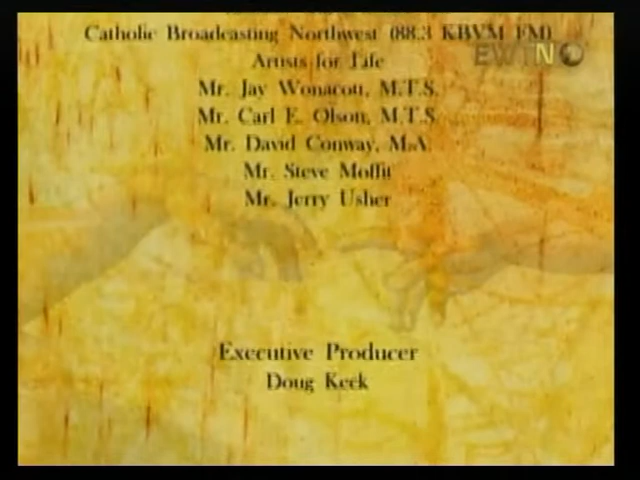 Catholic Broadcasting Northwest (88.3 KBVM FM)
EWTN
Artists for Life
Mr. Jay Wonacott, M.T.S.
Mr. Carl E. Olson, M.T.S.
Mr. David Conway, M.A.
Mr. Steve Moffit
Mr. Jerry Usher
Executive Producer
Doug Keck